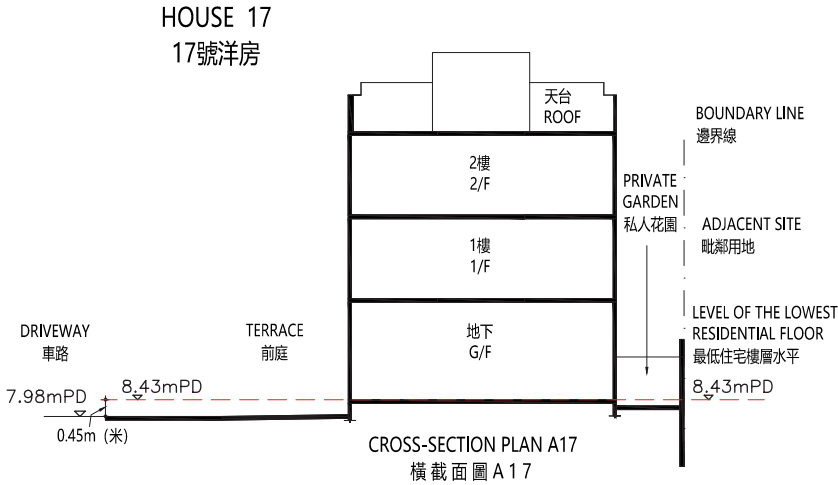 HOUSE 17
17號洋房
天台
ROOF
BOUNDARY LINE
邊界線
2樓
2/F
PRIVATE
GARDEN
私人花園
ADJACENT SITE
毗鄰用地
1樓
1/F
LEVEL OF THE LOWEST
RESIDENTIAL FLOOR
最低住宅樓層水平
DRIVEWAY
車路
TERRACE
前庭
地下
G/F
7.98mPD
8.43mPD
8.43mPD
0.45m (米)
CROSS-SECTION PLAN A17
橫截面圖A17